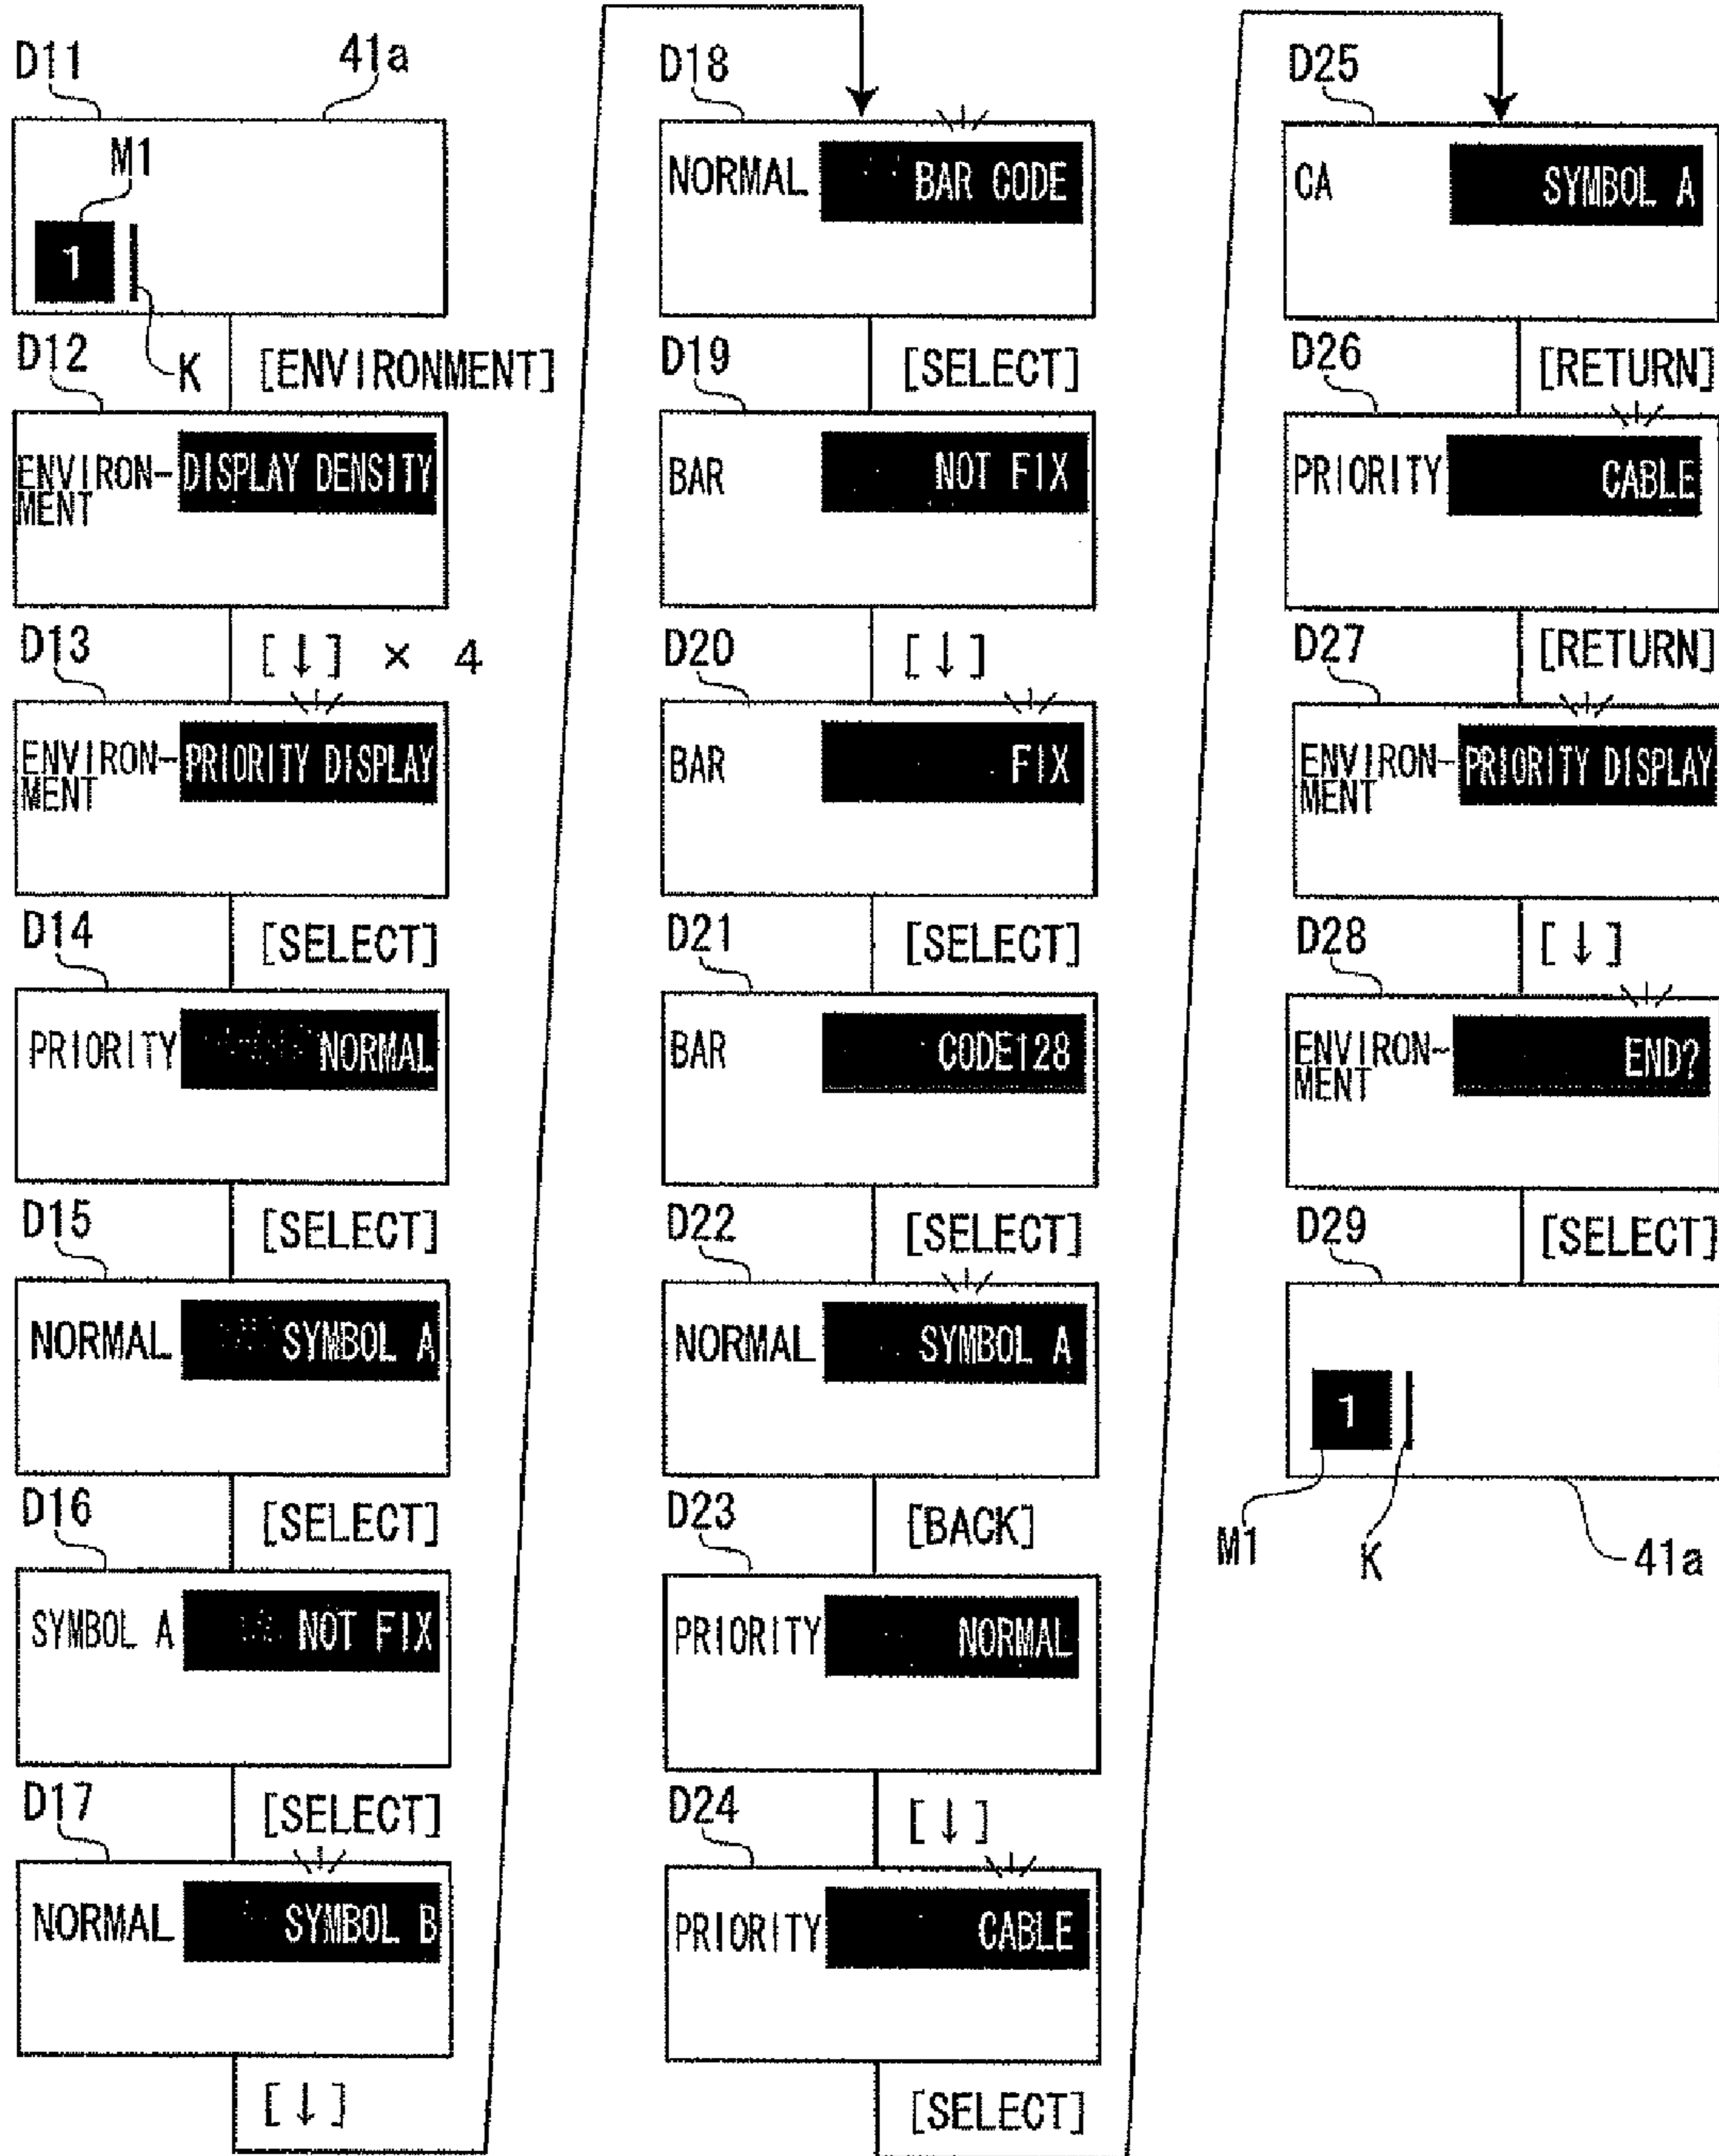 D11
41a
M1
1
K
[ENVIRONMENT]
D12
ENVIRON-
MENT
DISPLAY DENSITY
[↓] × 4
D13
ENVIRON-
MENT
PRIORITY DISPLAY
[SELECT]
D14
PRIORITY
NORMAL
[SELECT]
D15
NORMAL
SYMBOL A
[SELECT]
D16
SYMBOL A
NOT FIX
[SELECT]
D17
NORMAL
SYMBOL B
[↓]
D18
NORMAL
BAR CODE
[SELECT]
D19
BAR
NOT FIX
[↓]
D20
BAR
FIX
[SELECT]
D21
BAR
CODE128
[SELECT]
D22
NORMAL
SYMBOL A
[BACK]
D23
PRIORITY
NORMAL
[↓]
D24
PRIORITY
CABLE
[SELECT]
D25
CA
SYMBOL A
[RETURN]
D26
PRIORITY
CABLE
[RETURN]
D27
ENVIRON-
MENT
PRIORITY DISPLAY
[↓]
D28
ENVIRON-
MENT
END?
[SELECT]
D29
1
M1
K
41a